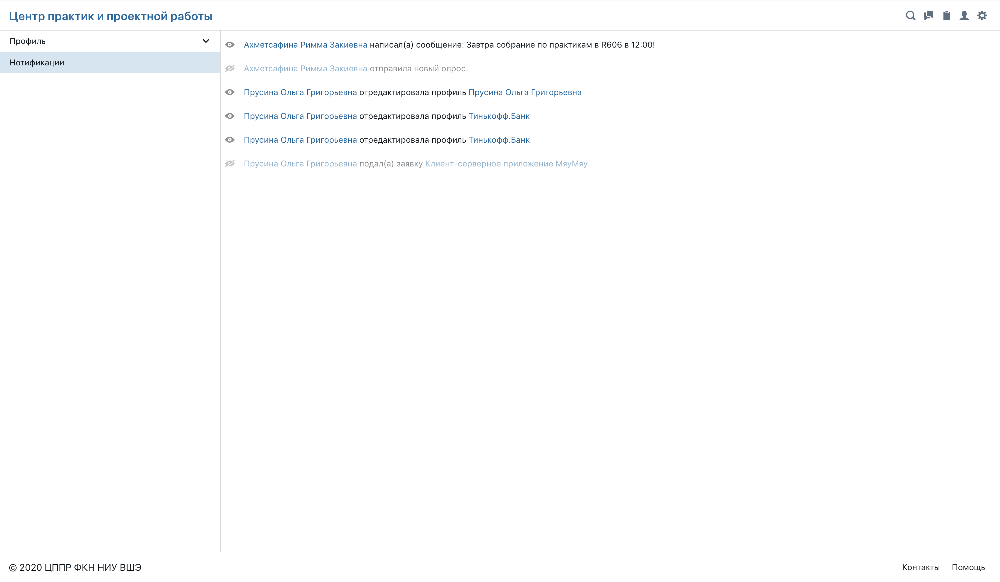 Центр практик и проектной работы
Профиль
Нотификации
Ахметсафина Римма Закиевна написал(а) сообщение: Завтра собрание по практикам в R606 в 12:00!
Ахметсафина Римма Закиевна отправила новый опрос.
Прусина Ольга Григорьевна отредактировала профиль Прусина Ольга Григорьевна
Прусина Ольга Григорьевна отредактировала профиль Тинькофф.Банк
Прусина Ольга Григорьевна отредактировала профиль Тинькофф.Банк
Прусина Ольга Григорьевна подал(а) заявку Клиент-серверное приложение МяуМяу
© 2020 ЦППР ФКН НИУ ВШЭ
Контакты Помощь